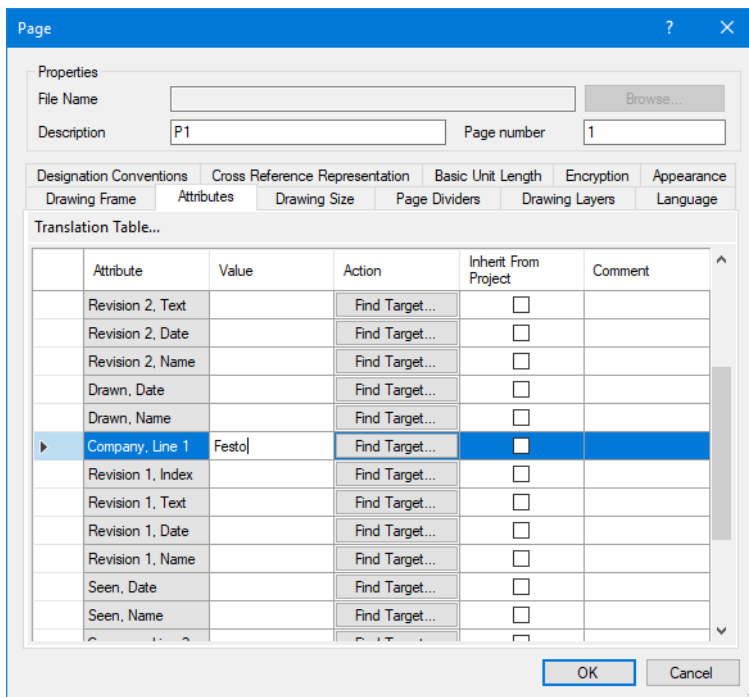 Page
?
Properties
File Name
Browse...
Description P1 Page number 1
Designation Conventions Cross Reference Representation Basic Unit Length Encryption Appearance
Drawing Frame Attributes Drawing Size Page Dividers Drawing Layers Language
Translation Table...
Attribute Value Action Inherit From Project Comment
Revision 2, Text Find Target...
Revision 2, Date Find Target...
Revision 2, Name Find Target...
Drawn, Date Find Target...
Drawn, Name Find Target...
Company, Line 1 Festo Find Target...
Revision 1, Index Find Target...
Revision 1, Text Find Target...
Revision 1, Date Find Target...
Revision 1, Name Find Target...
Seen, Date Find Target...
Seen, Name Find Target...
OK Cancel